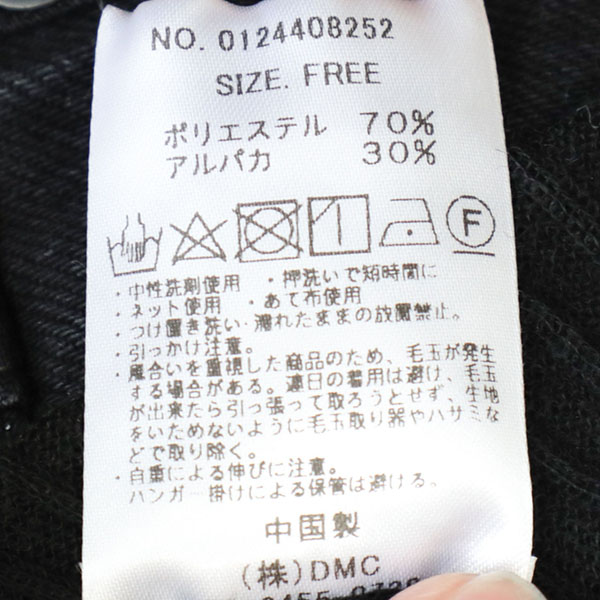 NO. 0124408252
SIZE. FREE
ポリエステル 70%
アルパカ 30%
F
・中性洗剤使用 ・押洗いで短時間に
・ネット使用 ・あて布使用
・つけ置き洗い・濡れたままの放置禁止。
・引っかけ注意。
・風合いを重視した商品のため、毛玉が発生
する場合がある。連日の着用は避け、毛玉
が出来たら引っ張って取ろうとせず、生地
をいためないように毛玉取り器やハサミな
どで取り除く。
・自重による伸びに注意。
ハンガー掛けによる保管は避ける。
中国製
(株)DMC